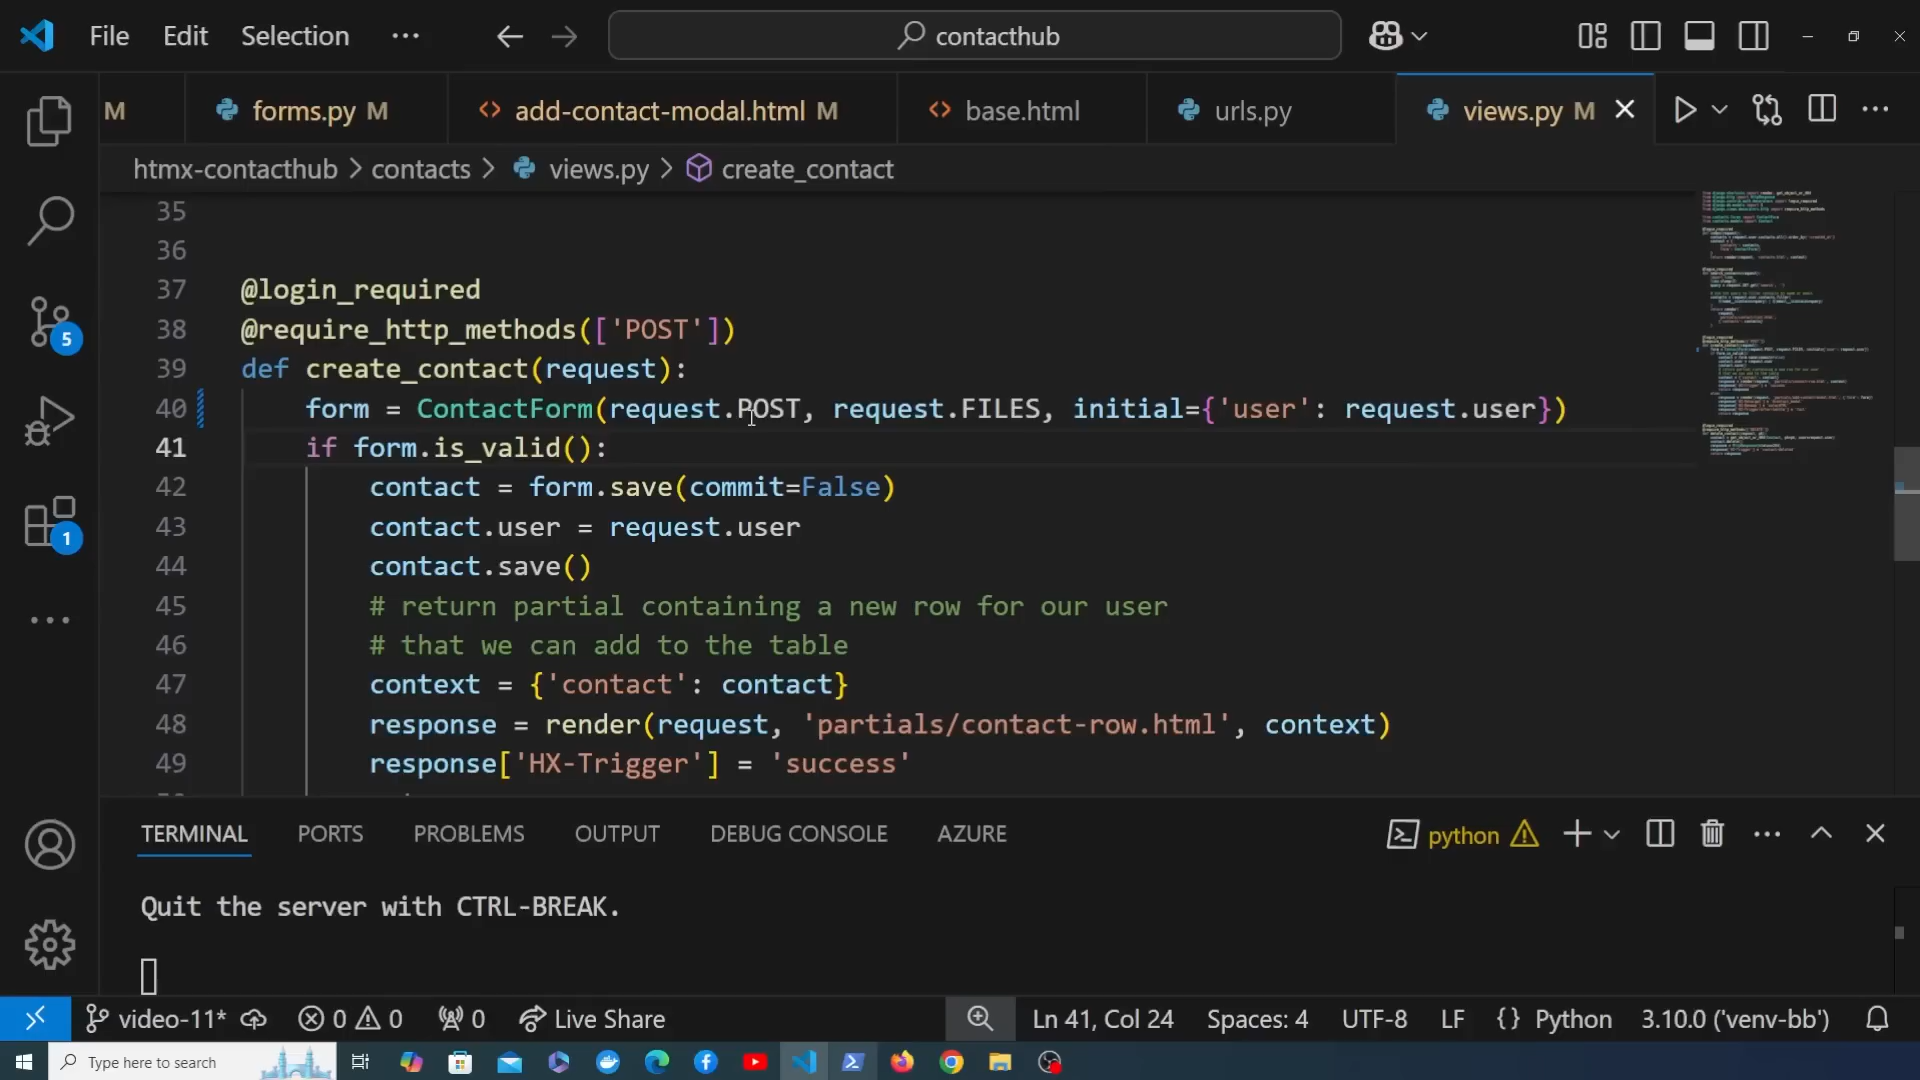 File Edit Selection ··· contacthub
M forms.py M add-contact-modal.html M base.html urls.py views.py M
htmx-contacthub > contacts > views.py > create_contact
35
36
37 @login_required
38 @require_http_methods(['POST'])
39 def create_contact(request):
40 form = ContactForm(request.POST, request.FILES, initial={'user': request.user})
41 if form.is_valid():
42 contact = form.save(commit=False)
43 contact.user = request.user
44 contact.save()
45 # return partial containing a new row for our user
46 # that we can add to the table
47 context = {'contact': contact}
48 response = render(request, 'partials/contact-row.html', context)
49 response['HX-Trigger'] = 'success'
5
1
TERMINAL PORTS PROBLEMS OUTPUT DEBUG CONSOLE AZURE python
Quit the server with CTRL-BREAK.
video-11* 0 0 0 Live Share Ln 41, Col 24 Spaces: 4 UTF-8 LF {} Python 3.10.0 ('venv-bb')
Type here to search